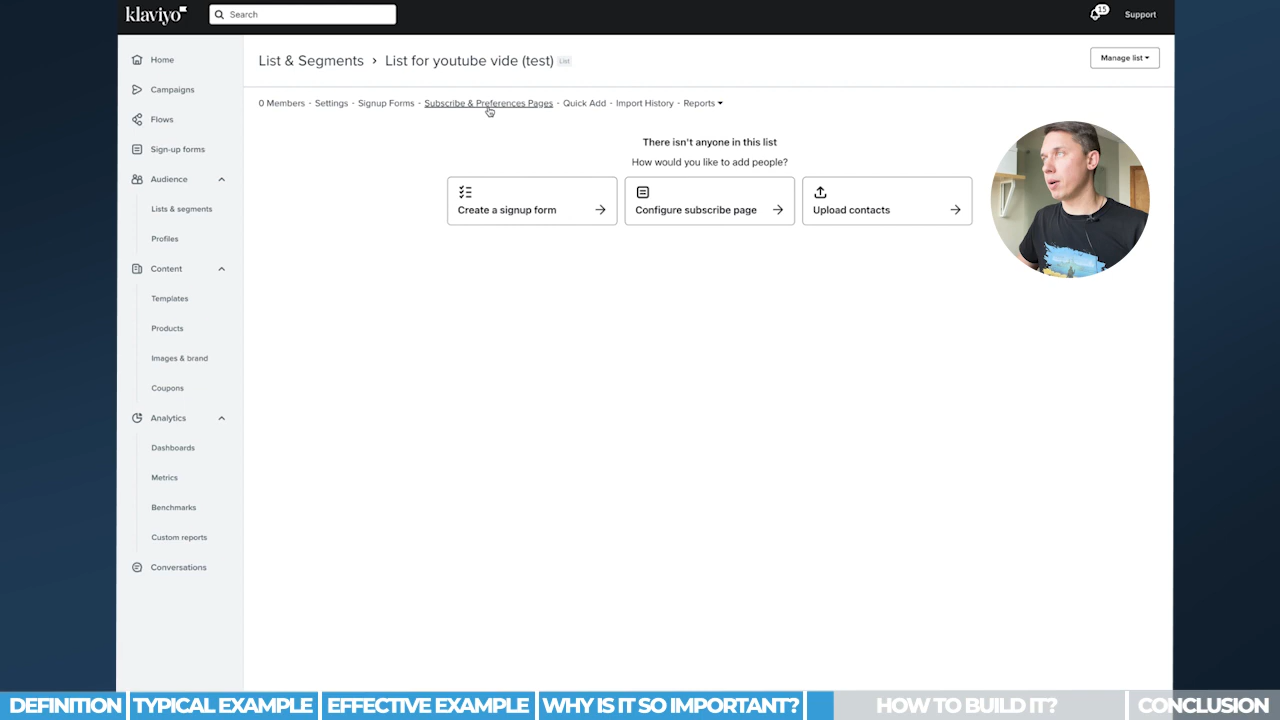 klaviyo
Search
15
Support
Home
Campaigns
Flows
Sign-up forms
Audience
Lists & segments
Profiles
Content
Templates
Products
Images & brand
Coupons
Analytics
Dashboards
Metrics
Benchmarks
Custom reports
Conversations
List & Segments › List for youtube vide (test) List
Manage list
0 Members · Settings · Signup Forms · Subscribe & Preferences Pages · Quick Add · Import History · Reports
There isn't anyone in this list
How would you like to add people?
Create a signup form
Configure subscribe page
Upload contacts
DEFINITION TYPICAL EXAMPLE EFFECTIVE EXAMPLE WHY IS IT SO IMPORTANT? HOW TO BUILD IT? CONCLUSION